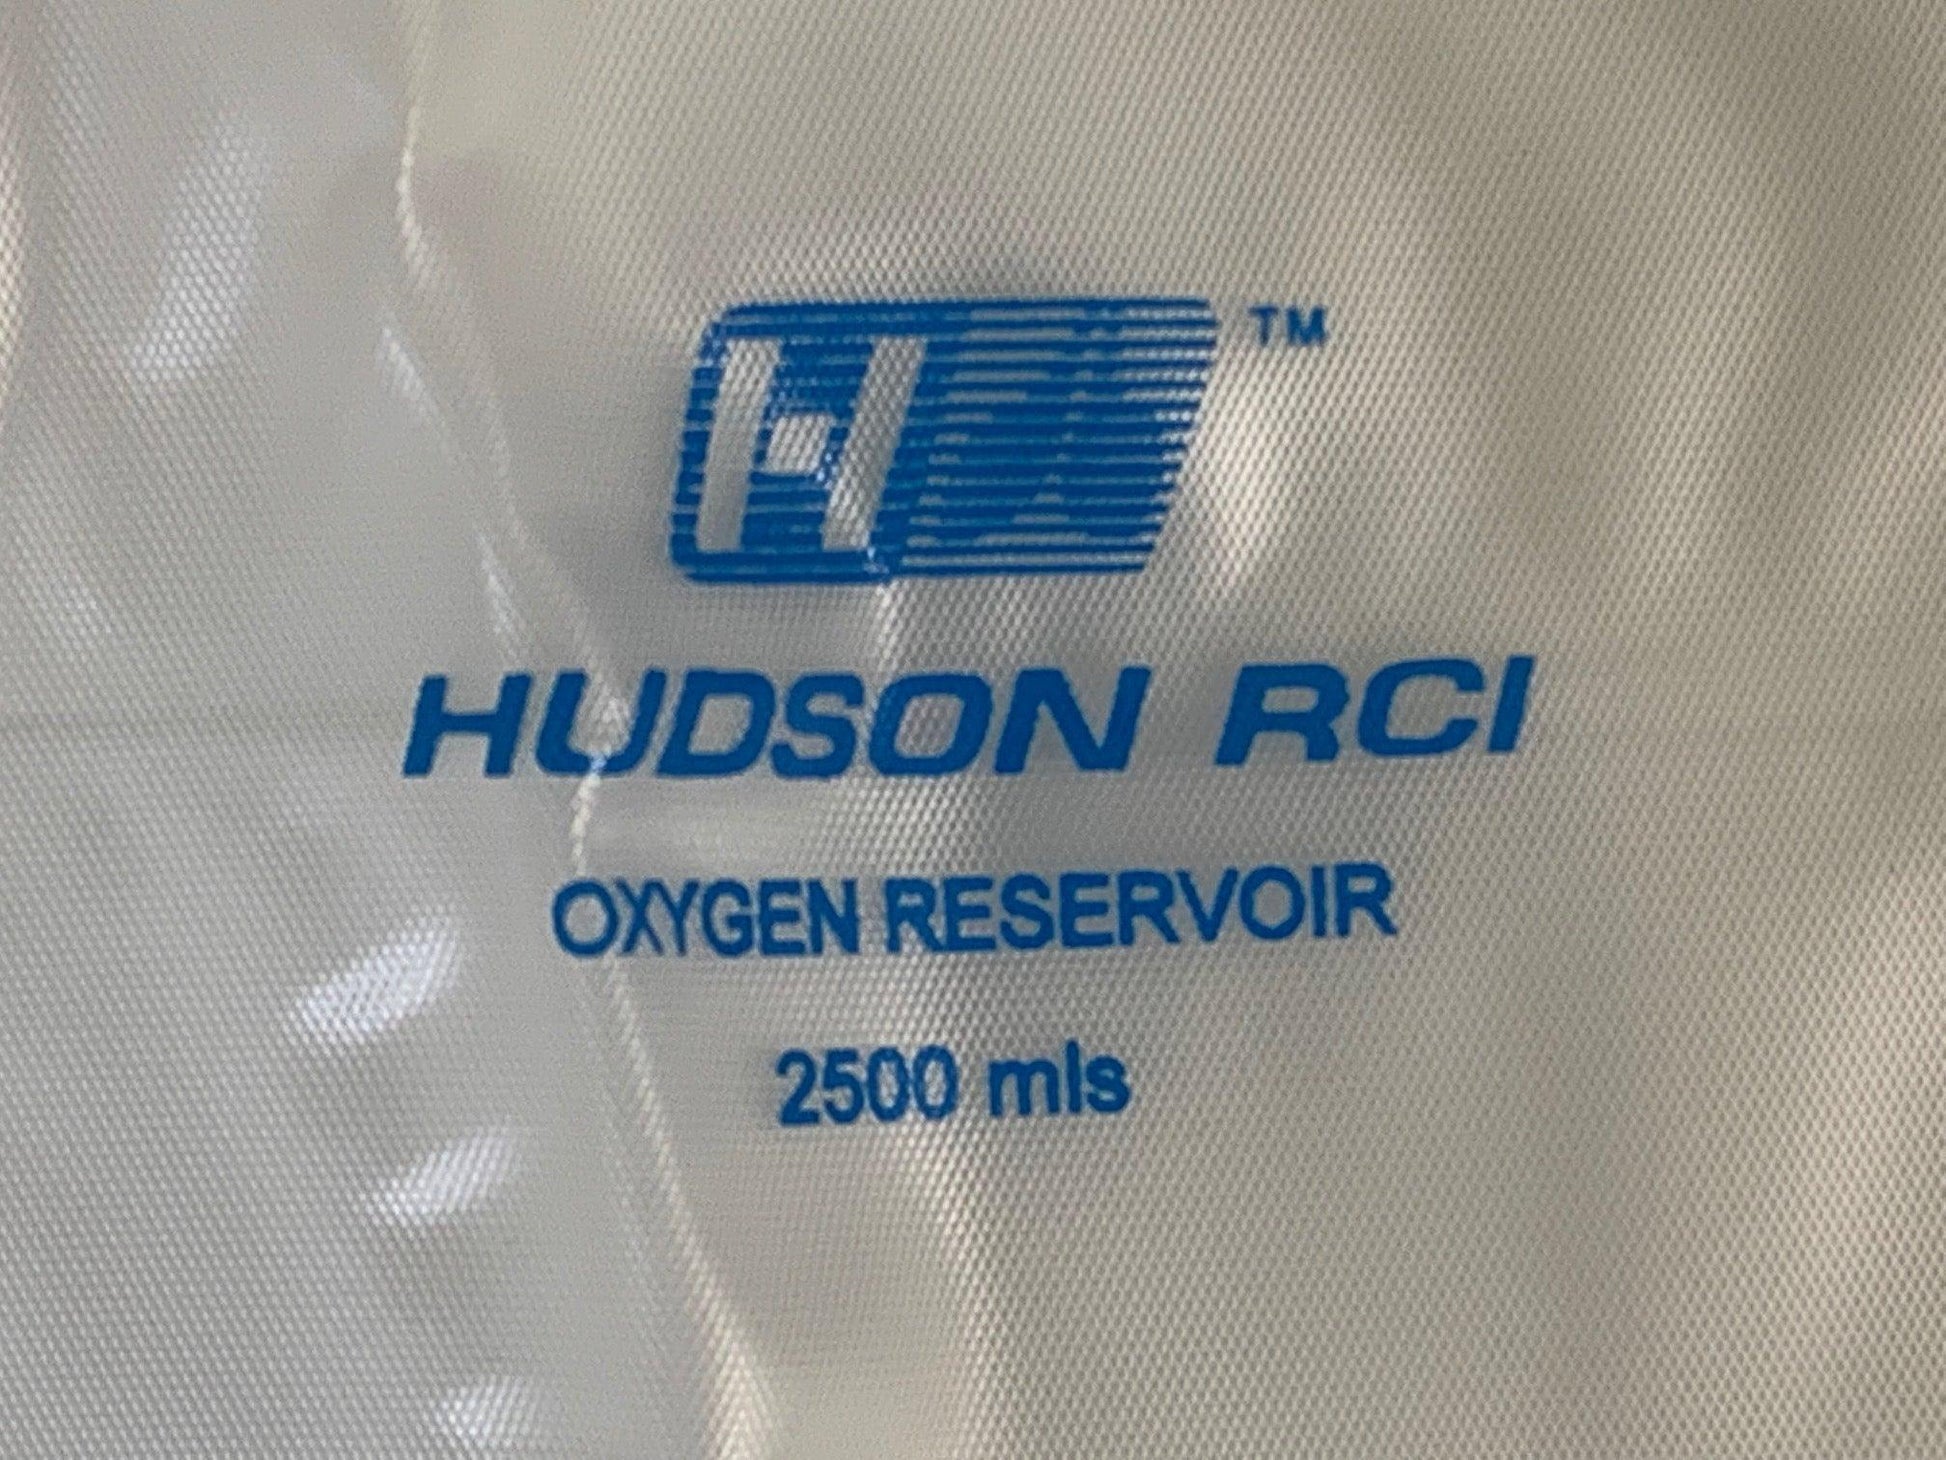 H ™
HUDSON RCI
OXYGEN RESERVOIR
2500 mls